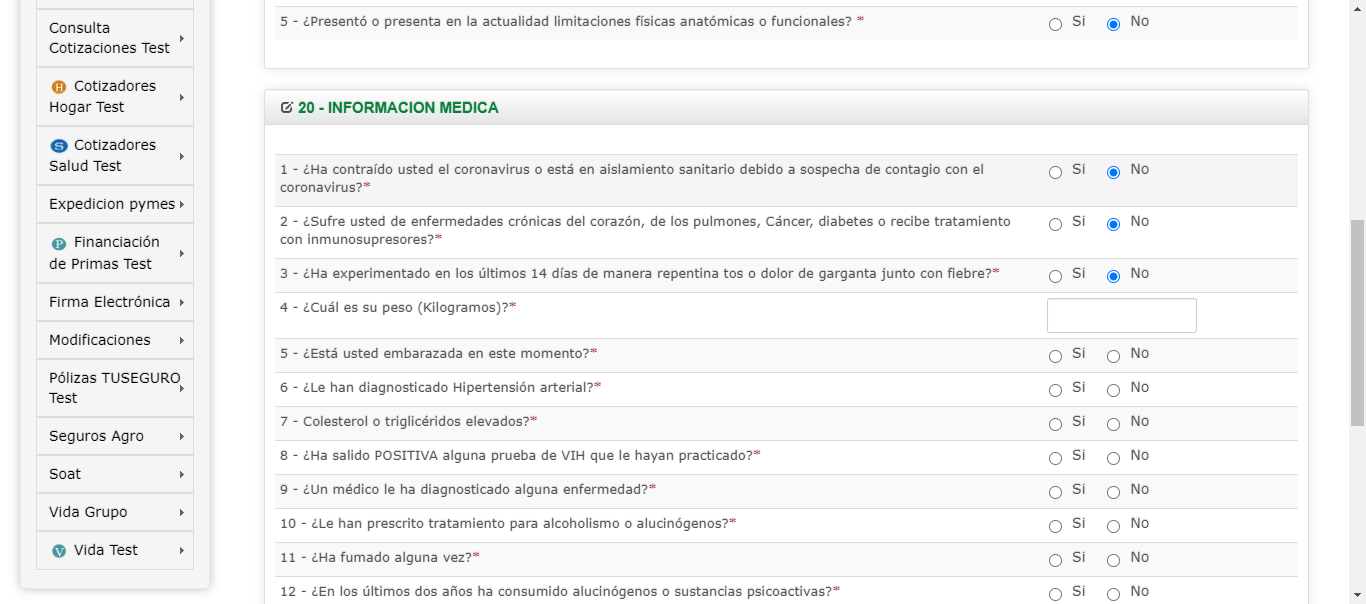 Consulta
Cotizaciones Test
H Cotizadores
Hogar Test
S Cotizadores
Salud Test
Expedicion pymes
P Financiación
de Primas Test
Firma Electrónica
Modificaciones
Pólizas TUSEGURO
Test
Seguros Agro
Soat
Vida Grupo
V Vida Test
5 - ¿Presentó o presenta en la actualidad limitaciones físicas anatómicas o funcionales? * Si No
20 - INFORMACION MEDICA
1 - ¿Ha contraído usted el coronavirus o está en aislamiento sanitario debido a sospecha de contagio con el Si No
coronavirus?*
2 - ¿Sufre usted de enfermedades crónicas del corazón, de los pulmones, Cáncer, diabetes o recibe tratamiento Si No
con inmunosupresores?*
3 - ¿Ha experimentado en los últimos 14 días de manera repentina tos o dolor de garganta junto con fiebre?* Si No
4 - ¿Cuál es su peso (Kilogramos)?*
5 - ¿Está usted embarazada en este momento?* Si No
6 - ¿Le han diagnosticado Hipertensión arterial?* Si No
7 - Colesterol o triglicéridos elevados?* Si No
8 - ¿Ha salido POSITIVA alguna prueba de VIH que le hayan practicado?* Si No
9 - ¿Un médico le ha diagnosticado alguna enfermedad?* Si No
10 - ¿Le han prescrito tratamiento para alcoholismo o alucinógenos?* Si No
11 - ¿Ha fumado alguna vez?* Si No
12 - ¿En los últimos dos años ha consumido alucinógenos o sustancias psicoactivas?* Si No